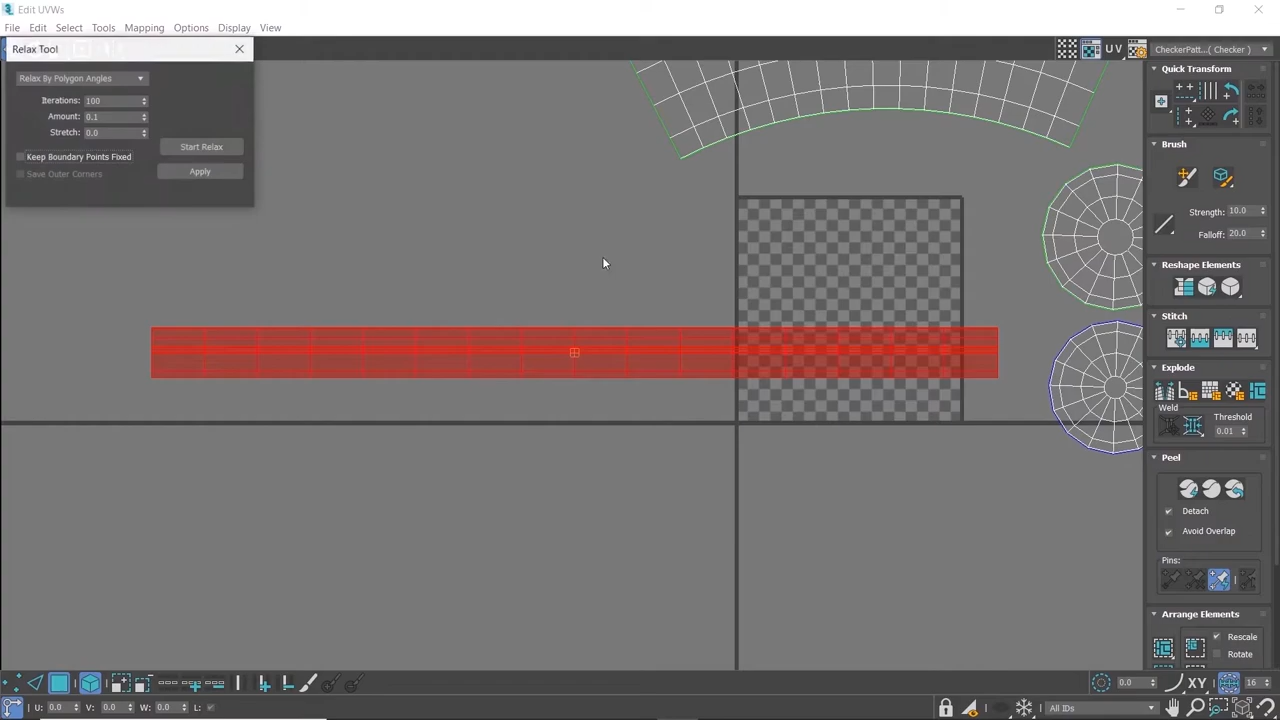 Edit UVWs
File Edit Select Tools Mapping Options Display View
Relax Tool
UV
CheckerPatt...( Checker )
Relax By Polygon Angles
Iterations: 100
Amount: 0.1
Stretch: 0.0
Start Relax
Keep Boundary Points Fixed
Apply
Save Outer Corners
Quick Transform
Brush
Strength: 10.0
Falloff: 20.0
Reshape Elements
Stitch
Explode
Weld
Threshold
0.01
Peel
Detach
Avoid Overlap
Pins:
Arrange Elements
Rescale
Rotate
0.0
XY
16
U: 0.0 V: 0.0 W: 0.0 L:
All IDs